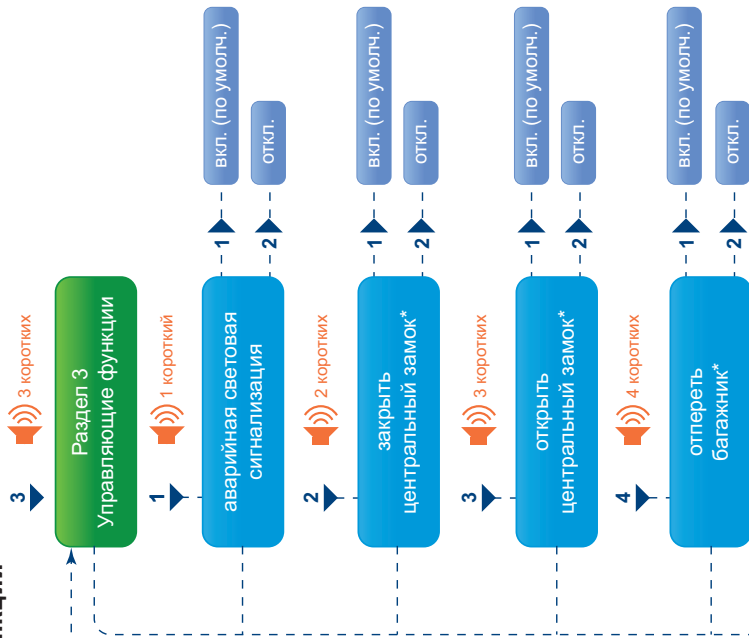 3
3 коротких
Раздел 3
Управляющие функции
1
1 короткий
аварийная световая
сигнализация
1
вкл. (по умолч.)
2
откл.
2
2 коротких
закрыть
центральный замок*
1
вкл. (по умолч.)
2
откл.
3
3 коротких
открыть
центральный замок*
1
вкл. (по умолч.)
2
откл.
4
4 коротких
отпереть
багажник*
1
вкл. (по умолч.)
2
откл.